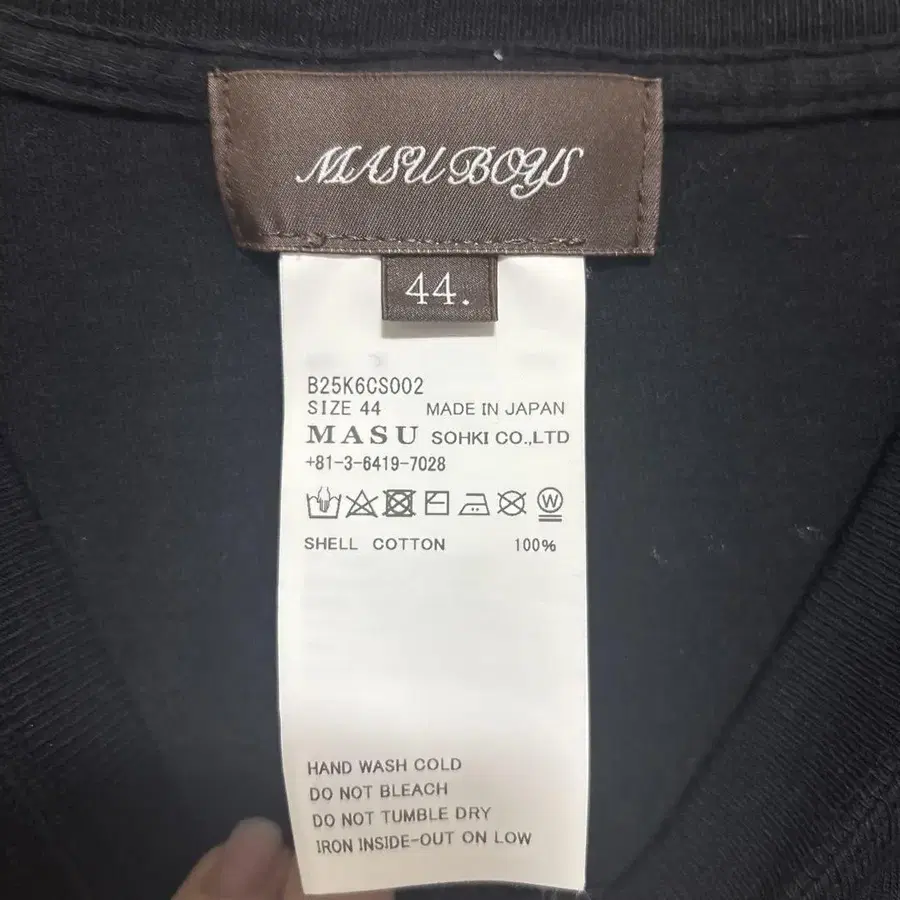 MASU BOYS
44.
B25K6CS002
SIZE 44 MADE IN JAPAN
MASU SOHKI CO.,LTD
+81-3-6419-7028
W
SHELL COTTON 100%
HAND WASH COLD
DO NOT BLEACH
DO NOT TUMBLE DRY
IRON INSIDE-OUT ON LOW